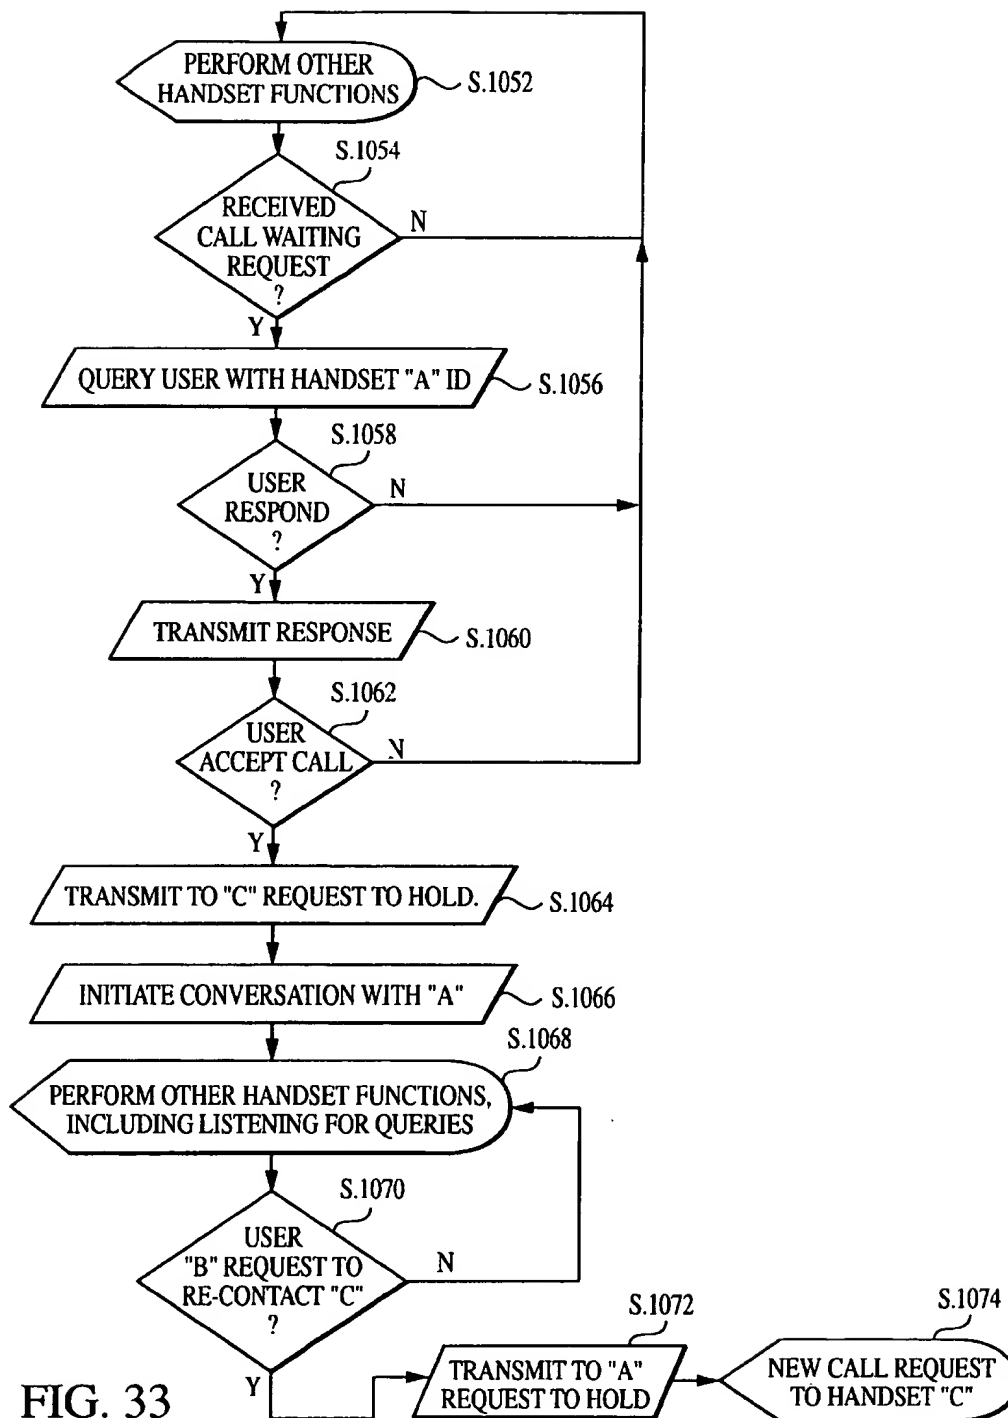 PERFORM OTHER
HANDSET FUNCTIONS
S.1052
S.1054
RECEIVED
CALL WAITING
REQUEST
?
N
Y
QUERY USER WITH HANDSET "A" ID
S.1056
S.1058
USER
RESPOND
?
N
Y
TRANSMIT RESPONSE
S.1060
S.1062
USER
ACCEPT CALL
?
N
Y
TRANSMIT TO "C" REQUEST TO HOLD.
S.1064
INITIATE CONVERSATION WITH "A"
S.1066
S.1068
PERFORM OTHER HANDSET FUNCTIONS,
INCLUDING LISTENING FOR QUERIES
S.1070
USER
"B" REQUEST TO
RE-CONTACT "C"
?
N
Y
S.1072
TRANSMIT TO "A"
REQUEST TO HOLD
S.1074
NEW CALL REQUEST
TO HANDSET "C"
FIG. 33